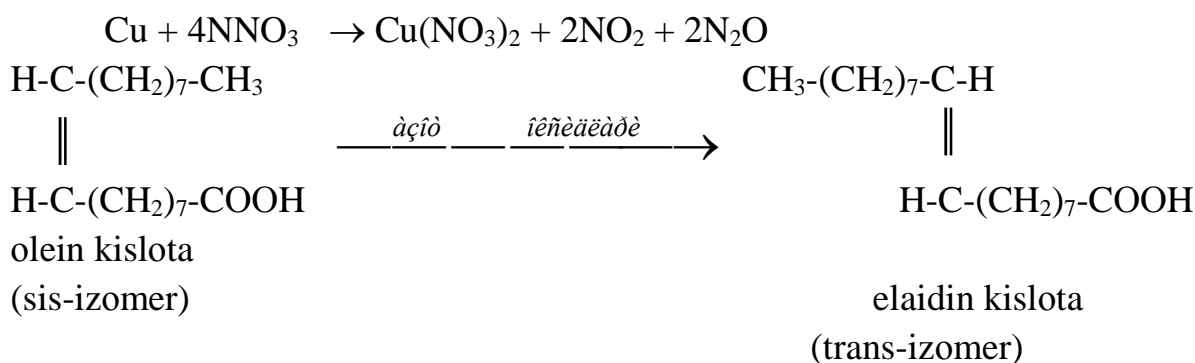 Cu + 4NNO₃ → Cu(NO₃)₂ + 2NO₂ + 2N₂O
H-C-(CH₂)₇-CH₃ CH₃-(CH₂)₇-C-H
‖ àçîò îêñèäëàðè → ‖
H-C-(CH₂)₇-COOH H-C-(CH₂)₇-COOH
olein kislota
(sis-izomer) elaidin kislota
(trans-izomer)